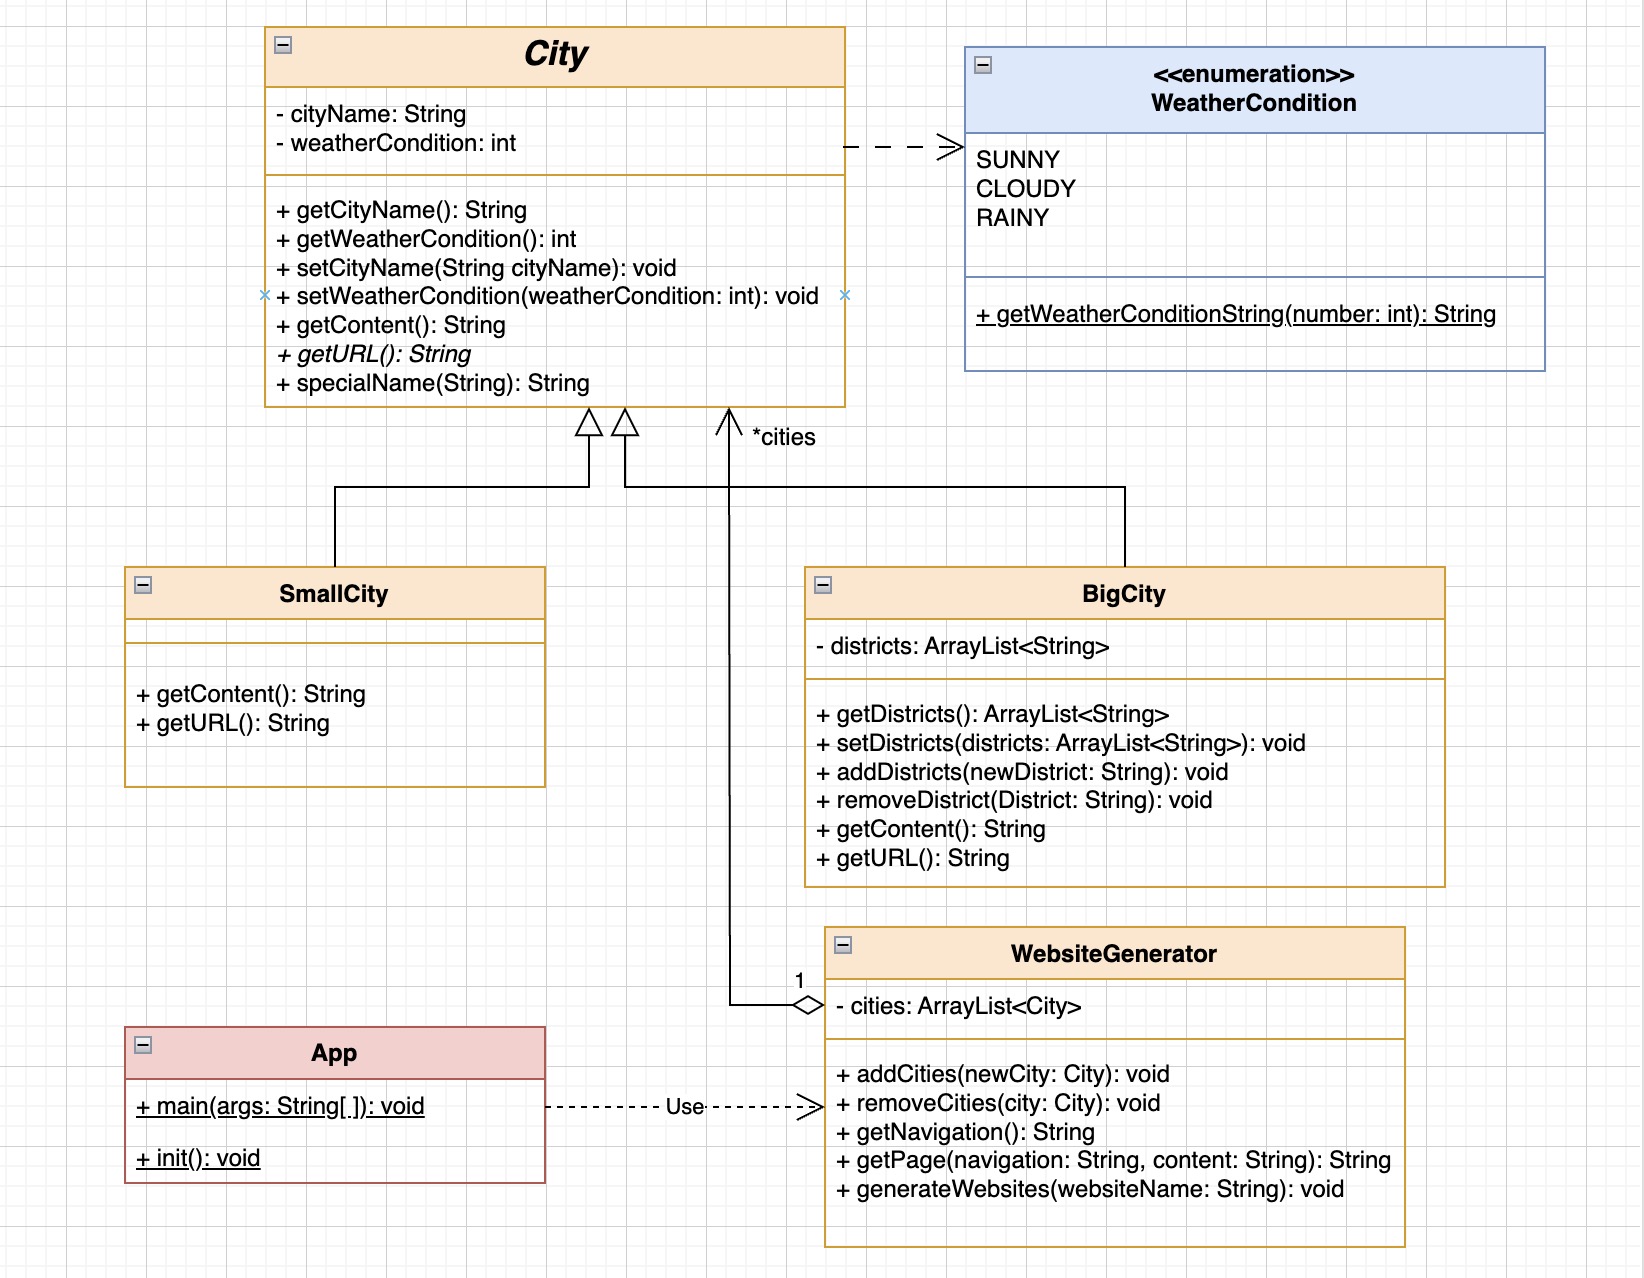 City
- cityName: String
- weatherCondition: int
+ getCityName(): String
+ getWeatherCondition(): int
+ setCityName(String cityName): void
+ setWeatherCondition(weatherCondition: int): void
+ getContent(): String
+ getURL(): String
+ specialName(String): String
<<enumeration>>
WeatherCondition
SUNNY
CLOUDY
RAINY
+ getWeatherConditionString(number: int): String
*cities
SmallCity
+ getContent(): String
+ getURL(): String
BigCity
- districts: ArrayList<String>
+ getDistricts(): ArrayList<String>
+ setDistricts(districts: ArrayList<String>): void
+ addDistricts(newDistrict: String): void
+ removeDistrict(District: String): void
+ getContent(): String
+ getURL(): String
1
WebsiteGenerator
- cities: ArrayList<City>
+ addCities(newCity: City): void
+ removeCities(city: City): void
+ getNavigation(): String
+ getPage(navigation: String, content: String): String
+ generateWebsites(websiteName: String): void
App
+ main(args: String[ ]): void
+ init(): void
Use